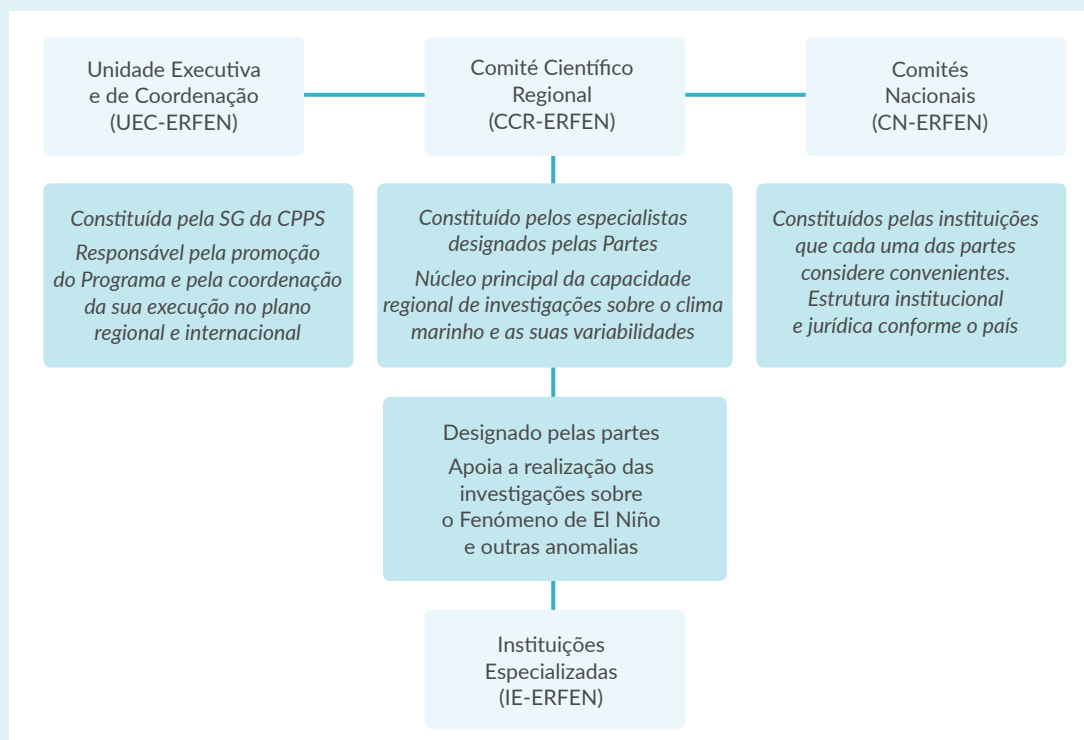 Unidade Executiva
e de Coordenação
(UEC-ERFEN)
Comité Científico
Regional
(CCR-ERFEN)
Comités
Nacionais
(CN-ERFEN)
Constituída pela SG da CPPS
Responsável pela promoção
do Programa e pela coordenação
da sua execução no plano
regional e internacional
Constituído pelos especialistas
designados pelas Partes
Núcleo principal da capacidade
regional de investigações sobre o clima
marinho e as suas variabilidades
Constituídos pelas instituições
que cada uma das partes
considere convenientes.
Estrutura institucional
e jurídica conforme o país
Designado pelas partes
Apoia a realização das
investigações sobre
o Fenómeno de El Niño
e outras anomalias
Instituições
Especializadas
(IE-ERFEN)